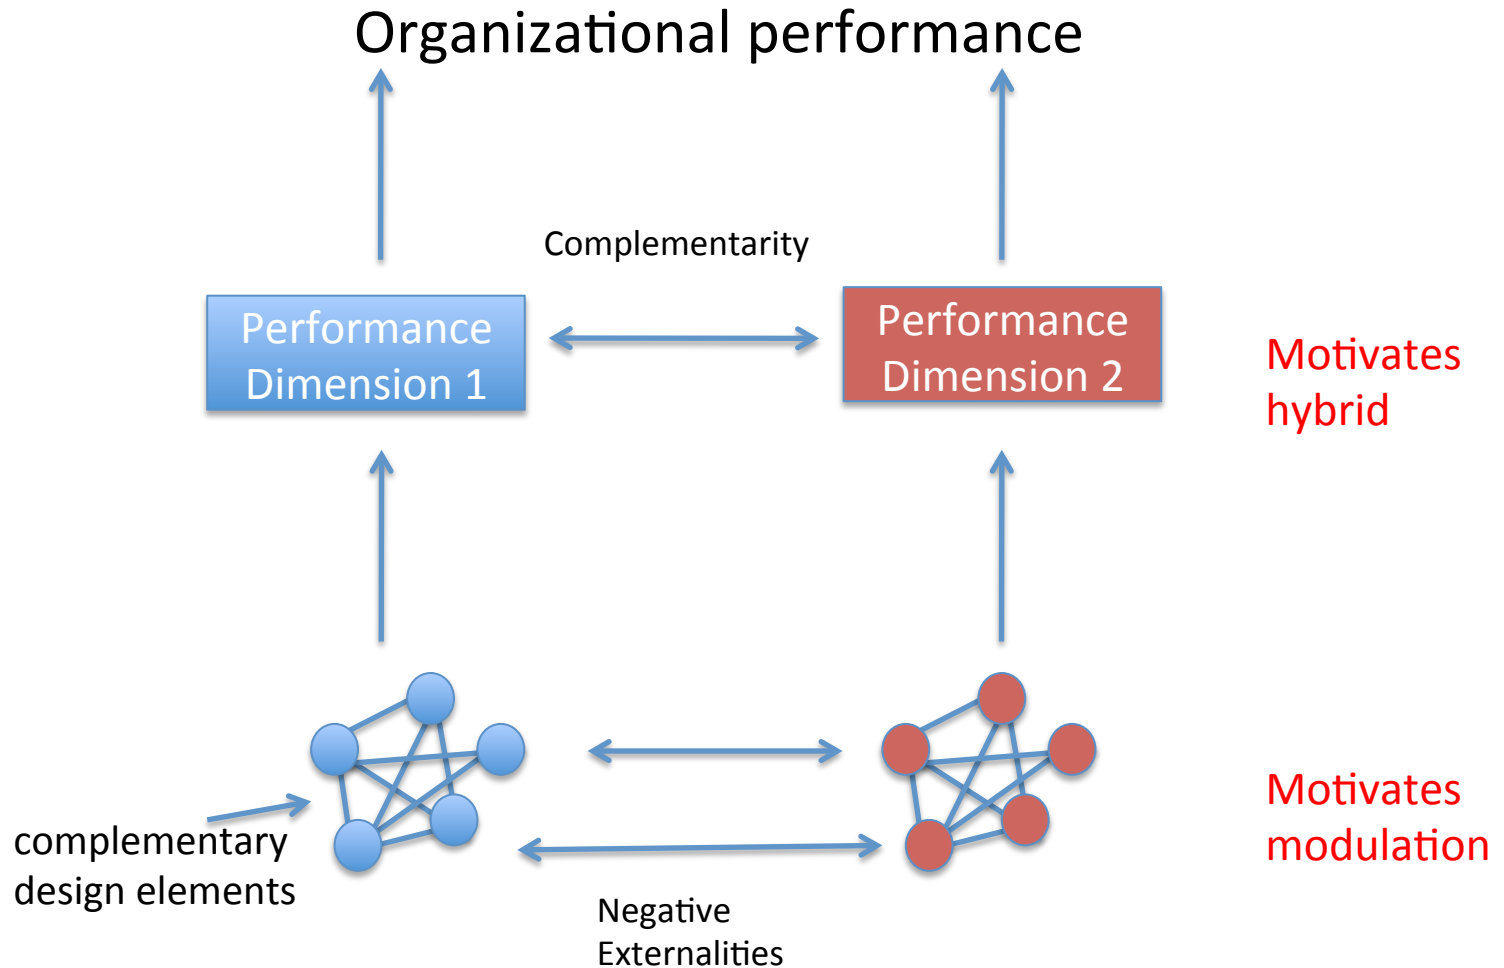 Organizational performance
Complementarity
Performance
Dimension 1
Performance
Dimension 2
Motivates
hybrid
complementary
design elements
Motivates
modulation
Negative
Externalities